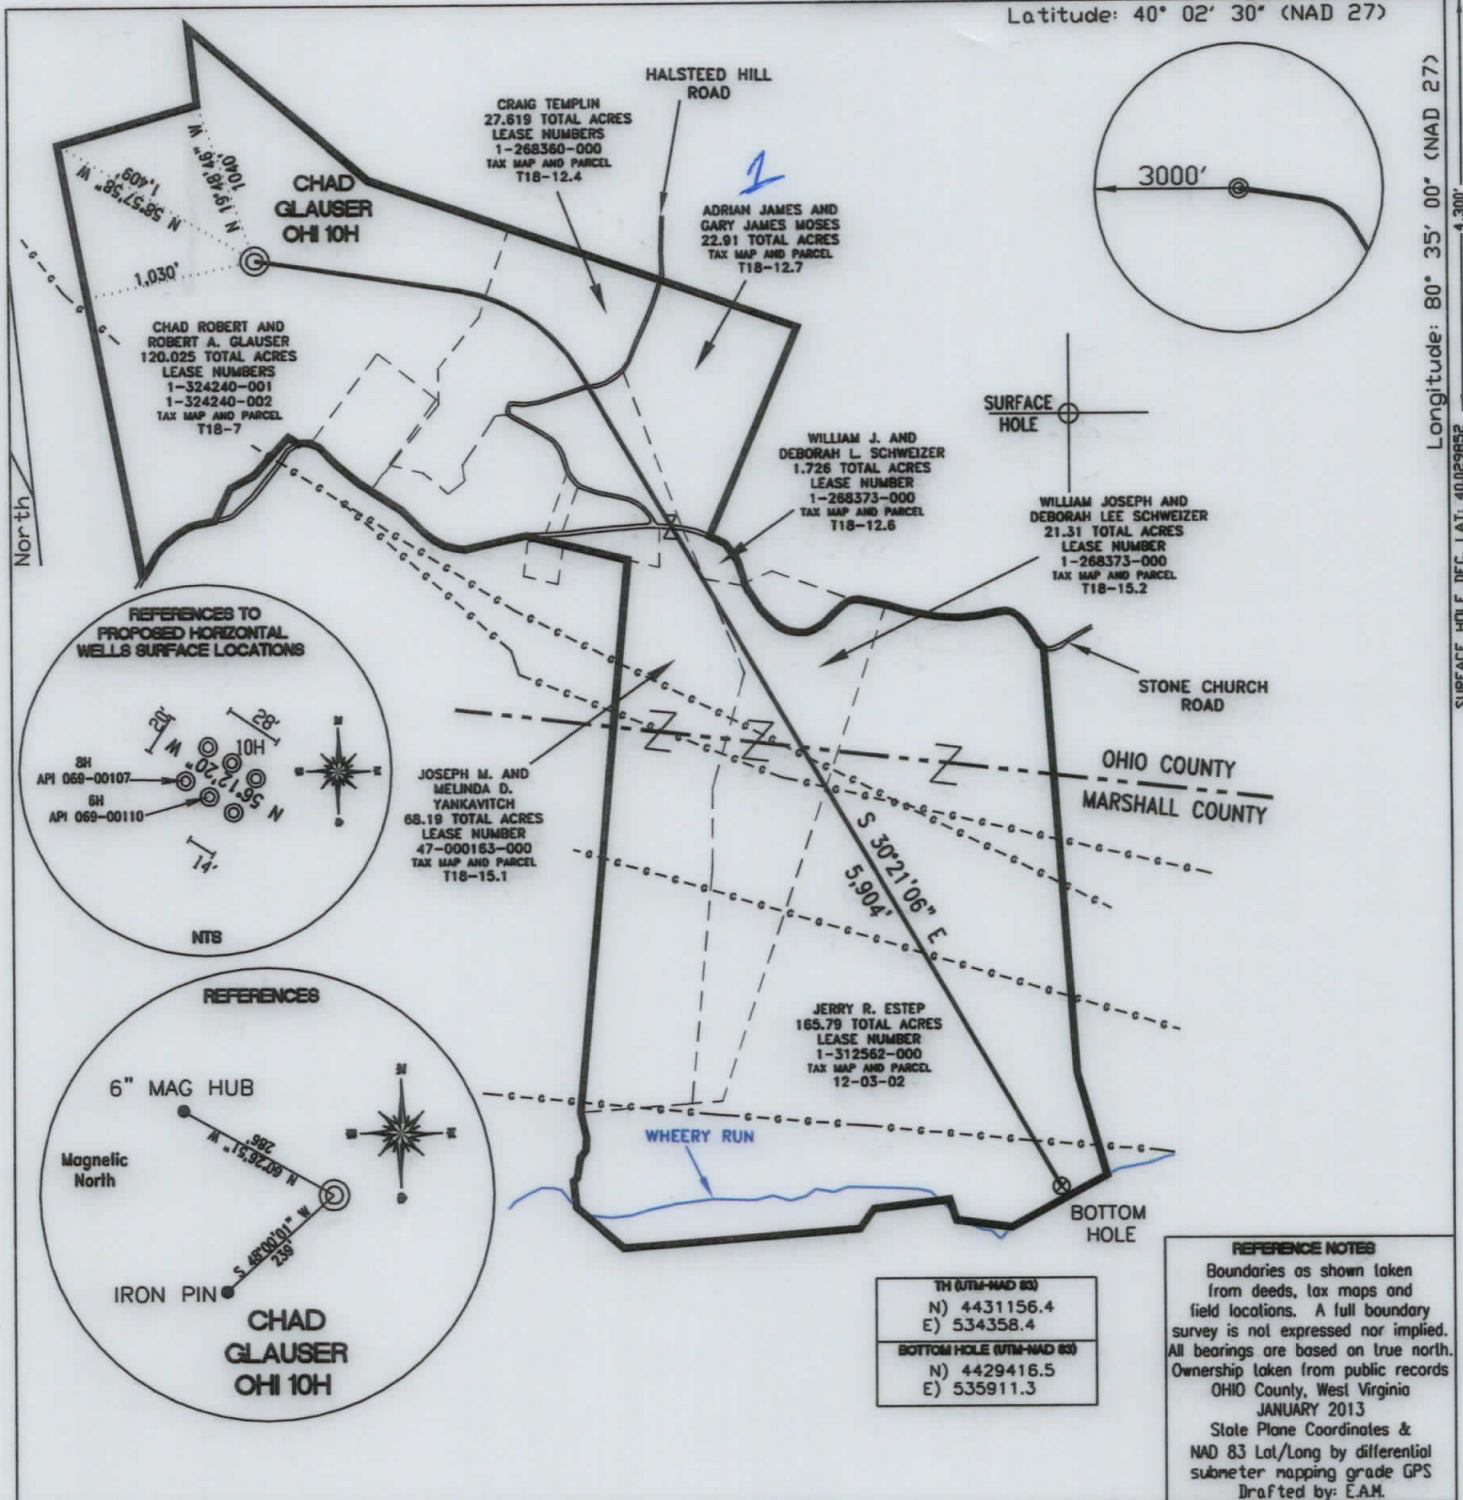 Latitude: 40° 02' 30" (NAD 27)
Longitude: 80° 35' 00" (NAD 27)
4,300'
SURFACE HOLE DEC. LAT: 40.029852
3000'
HALSTEED HILL
ROAD
CRAIG TEMPLIN
27.619 TOTAL ACRES
LEASE NUMBERS
1-268360-000
TAX MAP AND PARCEL
T18-12.4
1
ADRIAN JAMES AND
GARY JAMES MOSES
22.91 TOTAL ACRES
TAX MAP AND PARCEL
T18-12.7
N 19°48'46" W
1040'
N 58°57'58" W
1,409'
1,030'
CHAD
GLAUSER
OHI 10H
CHAD ROBERT AND
ROBERT A. GLAUSER
120.025 TOTAL ACRES
LEASE NUMBERS
1-324240-001
1-324240-002
TAX MAP AND PARCEL
T18-7
North
SURFACE
HOLE
WILLIAM J. AND
DEBORAH L. SCHWEIZER
1.726 TOTAL ACRES
LEASE NUMBER
1-268373-000
TAX MAP AND PARCEL
T18-12.6
WILLIAM JOSEPH AND
DEBORAH LEE SCHWEIZER
21.31 TOTAL ACRES
LEASE NUMBER
1-268373-000
TAX MAP AND PARCEL
T18-15.2
STONE CHURCH
ROAD
REFERENCES TO
PROPOSED HORIZONTAL
WELLS SURFACE LOCATIONS
20'
28'
10H
N 56°12'20" W
8H
API 069-00107
6H
API 069-00110
14'
NTS
JOSEPH M. AND
MELINDA D.
YANKAVITCH
68.19 TOTAL ACRES
LEASE NUMBER
47-000163-000
TAX MAP AND PARCEL
T18-15.1
OHIO COUNTY
MARSHALL COUNTY
S 30°21'06" E
5,904'
JERRY R. ESTEP
165.79 TOTAL ACRES
LEASE NUMBER
1-312562-000
TAX MAP AND PARCEL
12-03-02
WHEERY RUN
BOTTOM
HOLE
REFERENCES
6" MAG HUB
N 60°26'51" W
286'
Magnetic
North
S 48°00'01" W
239'
IRON PIN
CHAD
GLAUSER
OHI 10H
TH (UTM-NAD 83)
N) 4431156.4
E) 534358.4
BOTTOM HOLE (UTM-NAD 83)
N) 4429416.5
E) 535911.3
REFERENCE NOTES
Boundaries as shown taken
from deeds, tax maps and
field locations. A full boundary
survey is not expressed nor implied.
All bearings are based on true north.
Ownership taken from public records
OHIO County, West Virginia
JANUARY 2013
State Plane Coordinates &
NAD 83 Lat/Long by differential
submeter mapping grade GPS
Drafted by: E.A.M.